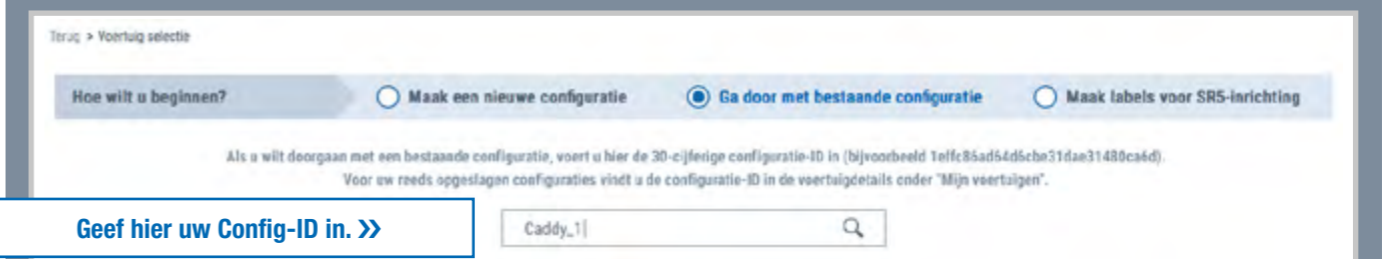 Terug > Voertuig selectie
Hoe wilt u beginnen? Maak een nieuwe configuratie Ga door met bestaande configuratie Maak labels voor SR5-inrichting
Als u wilt doorgaan met een bestaande configuratie, voert u hier de 30-cijferige configuratie-ID in (bijvoorbeeld
Voor uw reeds opgeslagen configuraties vindt u de configuratie-ID in de voertuigdetails onder "Mijn voertuigen".
Geef hier uw Config-ID in. »
Caddy_1